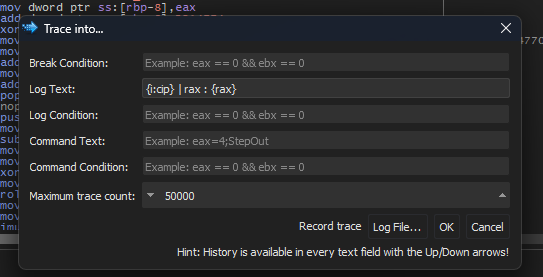 mov dword ptr ss:[rbp-8],eax
add
xor
mov
mov
add
pop
nop
pus
mov
sub
mov
xor
mov
rol
mov
mov
imu
Trace into...
Break Condition: Example: eax == 0 && ebx == 0
Log Text: {i:cip} | rax : {rax}
Log Condition: Example: eax == 0 && ebx == 0
Command Text: Example: eax=4;StepOut
Command Condition: Example: eax == 0 && ebx == 0
Maximum trace count: 50000
Record trace Log File... OK Cancel
Hint: History is available in every text field with the Up/Down arrows!